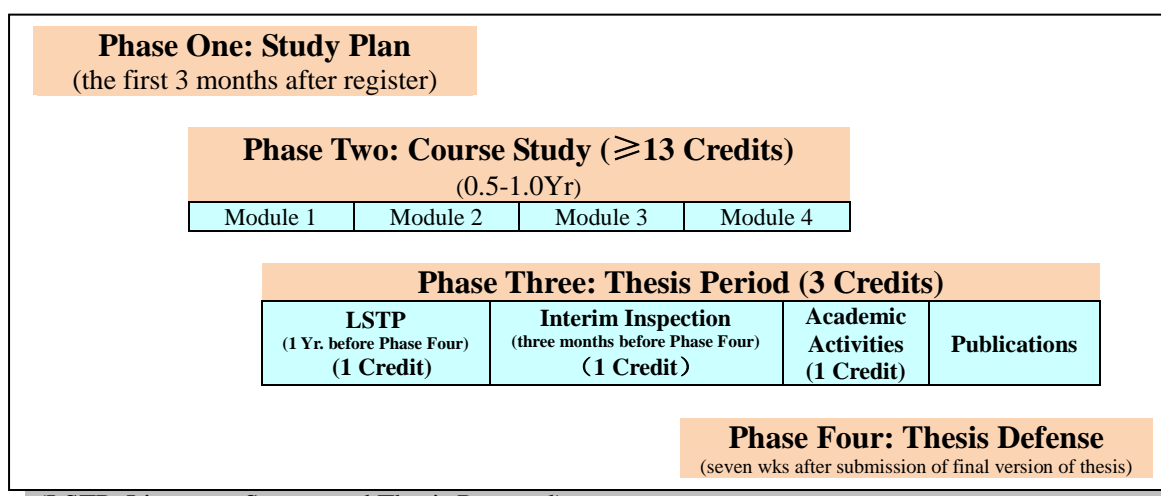 Phase One: Study Plan
(the first 3 months after register)
Phase Two: Course Study (≥13 Credits)
(0.5-1.0Yr)
Module 1 Module 2 Module 3 Module 4
Phase Three: Thesis Period (3 Credits)
LSTP
(1 Yr. before Phase Four)
(1 Credit)
Interim Inspection
(three months before Phase Four)
（1 Credit）
Academic
Activities
(1 Credit)
Publications
Phase Four: Thesis Defense
(seven wks after submission of final version of thesis)